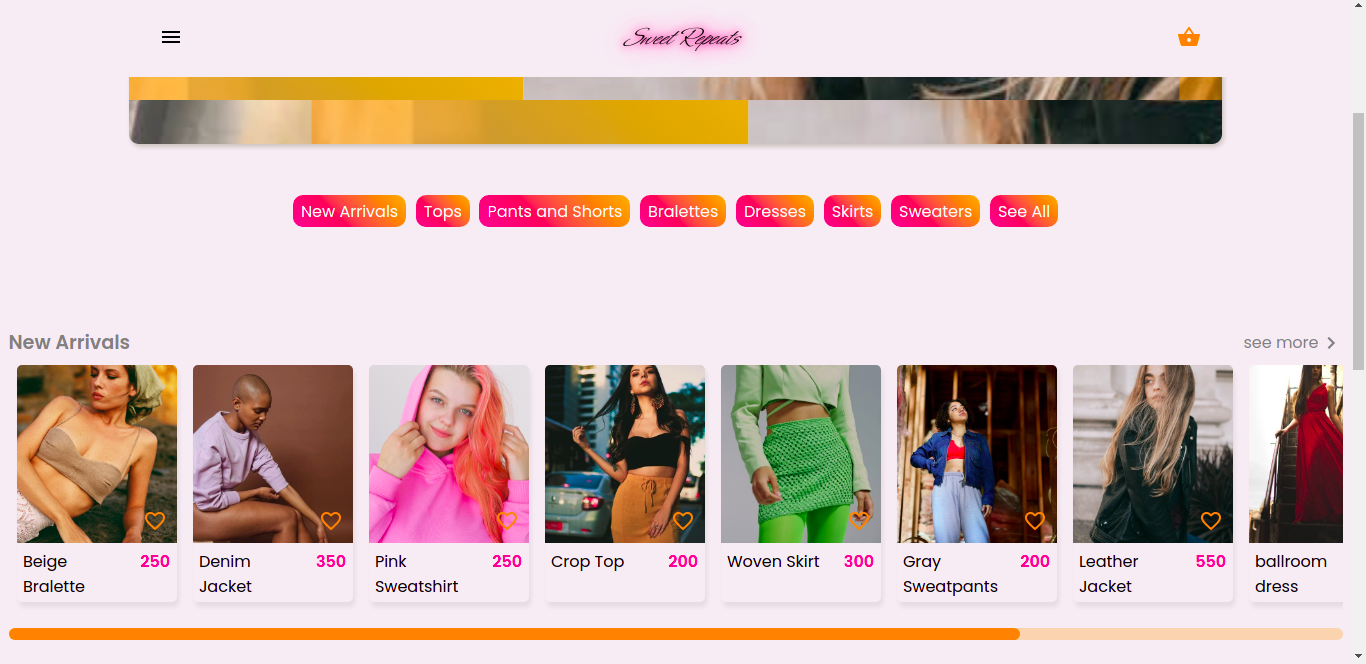 Sweet Repeats
New Arrivals Tops Pants and Shorts Bralettes Dresses Skirts Sweaters See All
New Arrivals see more
Beige Bralette 250
Denim Jacket 350
Pink Sweatshirt 250
Crop Top 200
Woven Skirt 300
Gray Sweatpants 200
Leather Jacket 550
ballroom dress